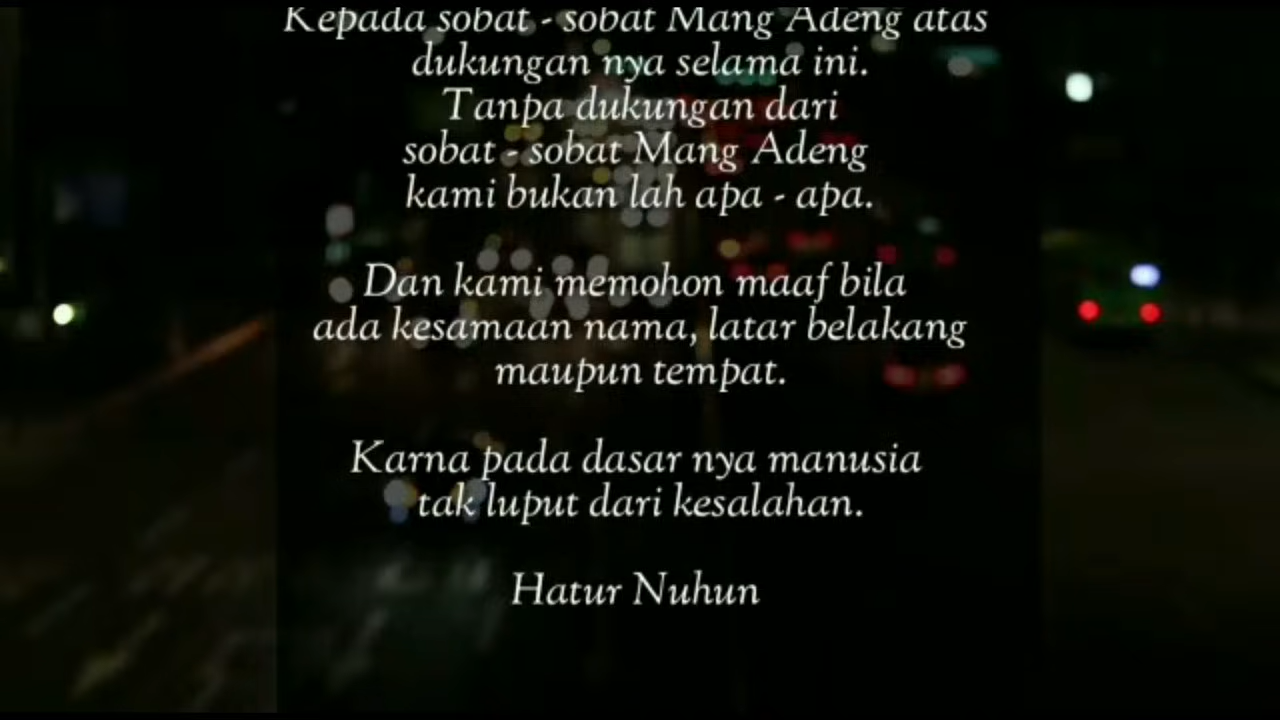 Kepada sobat - sobat Mang Adeng atas
dukungan nya selama ini.
Tanpa dukungan dari
sobat - sobat Mang Adeng
kami bukan lah apa - apa.
Dan kami memohon maaf bila
ada kesamaan nama, latar belakang
maupun tempat.
Karna pada dasar nya manusia
tak luput dari kesalahan.
Hatur Nuhun